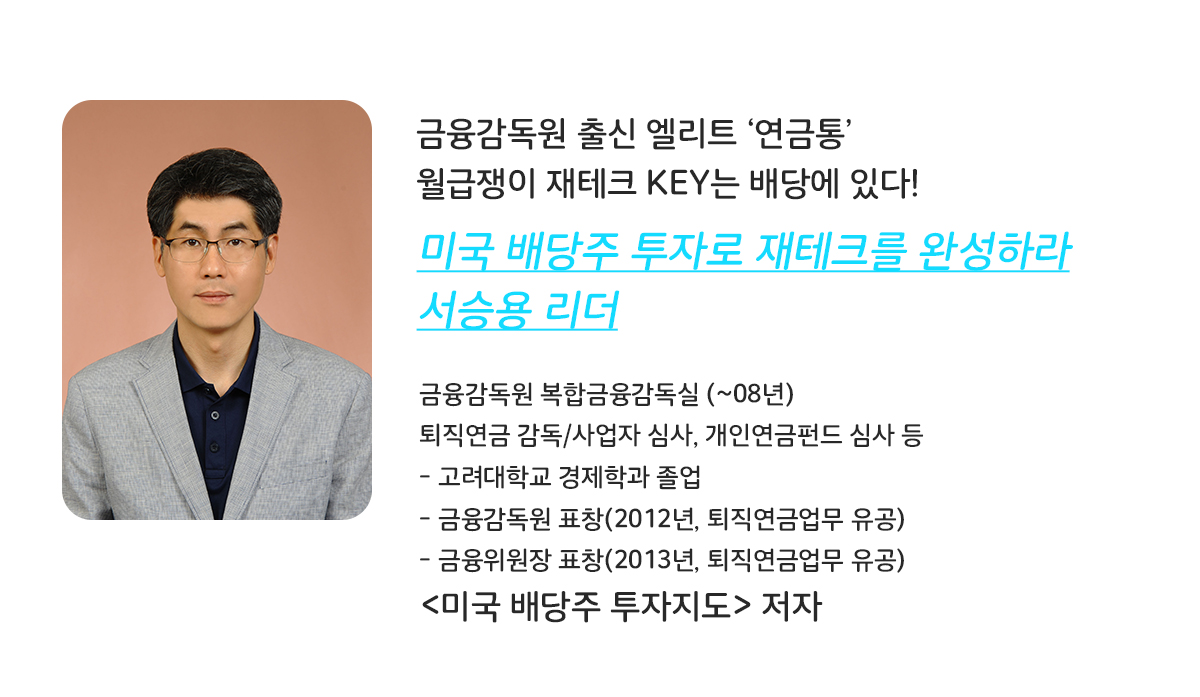 금융감독원 출신 엘리트 ‘연금통’
월급쟁이 재테크 KEY는 배당에 있다!
미국 배당주 투자로 재테크를 완성하라
서승용 리더
금융감독원 복합금융감독실 (~08년)
퇴직연금 감독/사업자 심사, 개인연금펀드 심사 등
- 고려대학교 경제학과 졸업
- 금융감독원 표창(2012년, 퇴직연금업무 유공)
- 금융위원장 표창(2013년, 퇴직연금업무 유공)
<미국 배당주 투자지도> 저자